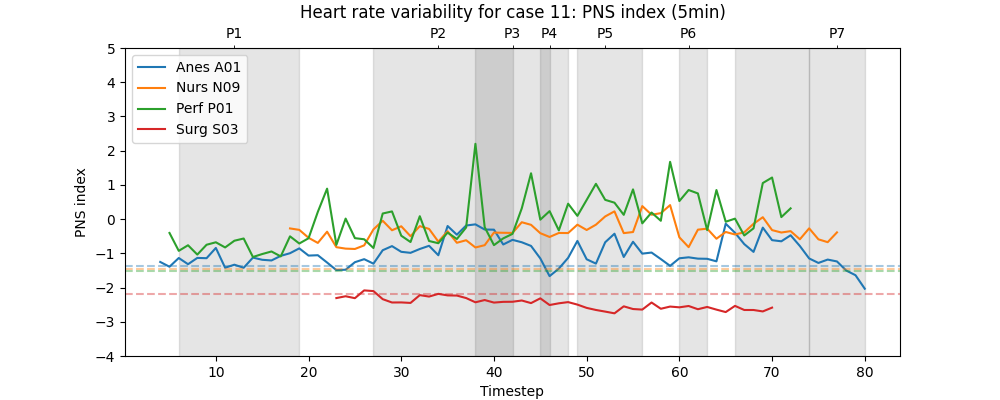 Heart rate variability for case 11: PNS index (5min)
P1 P2 P3 P4 P5 P6 P7
Anes A01
Nurs N09
Perf P01
Surg S03
PNS index
5
4
3
2
1
0
−1
−2
−3
−4
10 20 30 40 50 60 70 80
Timestep